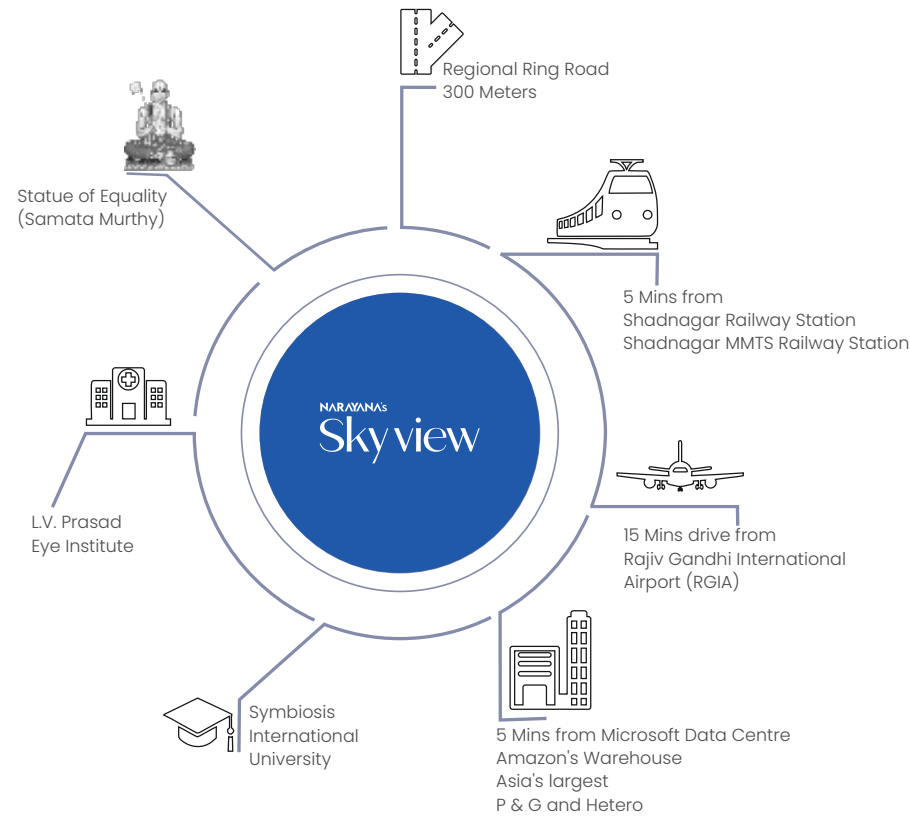 Regional Ring Road
300 Meters
Statue of Equality
(Samata Murthy)
5 Mins from
Shadnagar Railway Station
Shadnagar MMTS Railway Station
NARAYANA's
Sky view
L.V. Prasad
Eye Institute
15 Mins drive from
Rajiv Gandhi International
Airport (RGIA)
Symbiosis
International
University
5 Mins from Microsoft Data Centre
Amazon's Warehouse
Asia's largest
P & G and Hetero